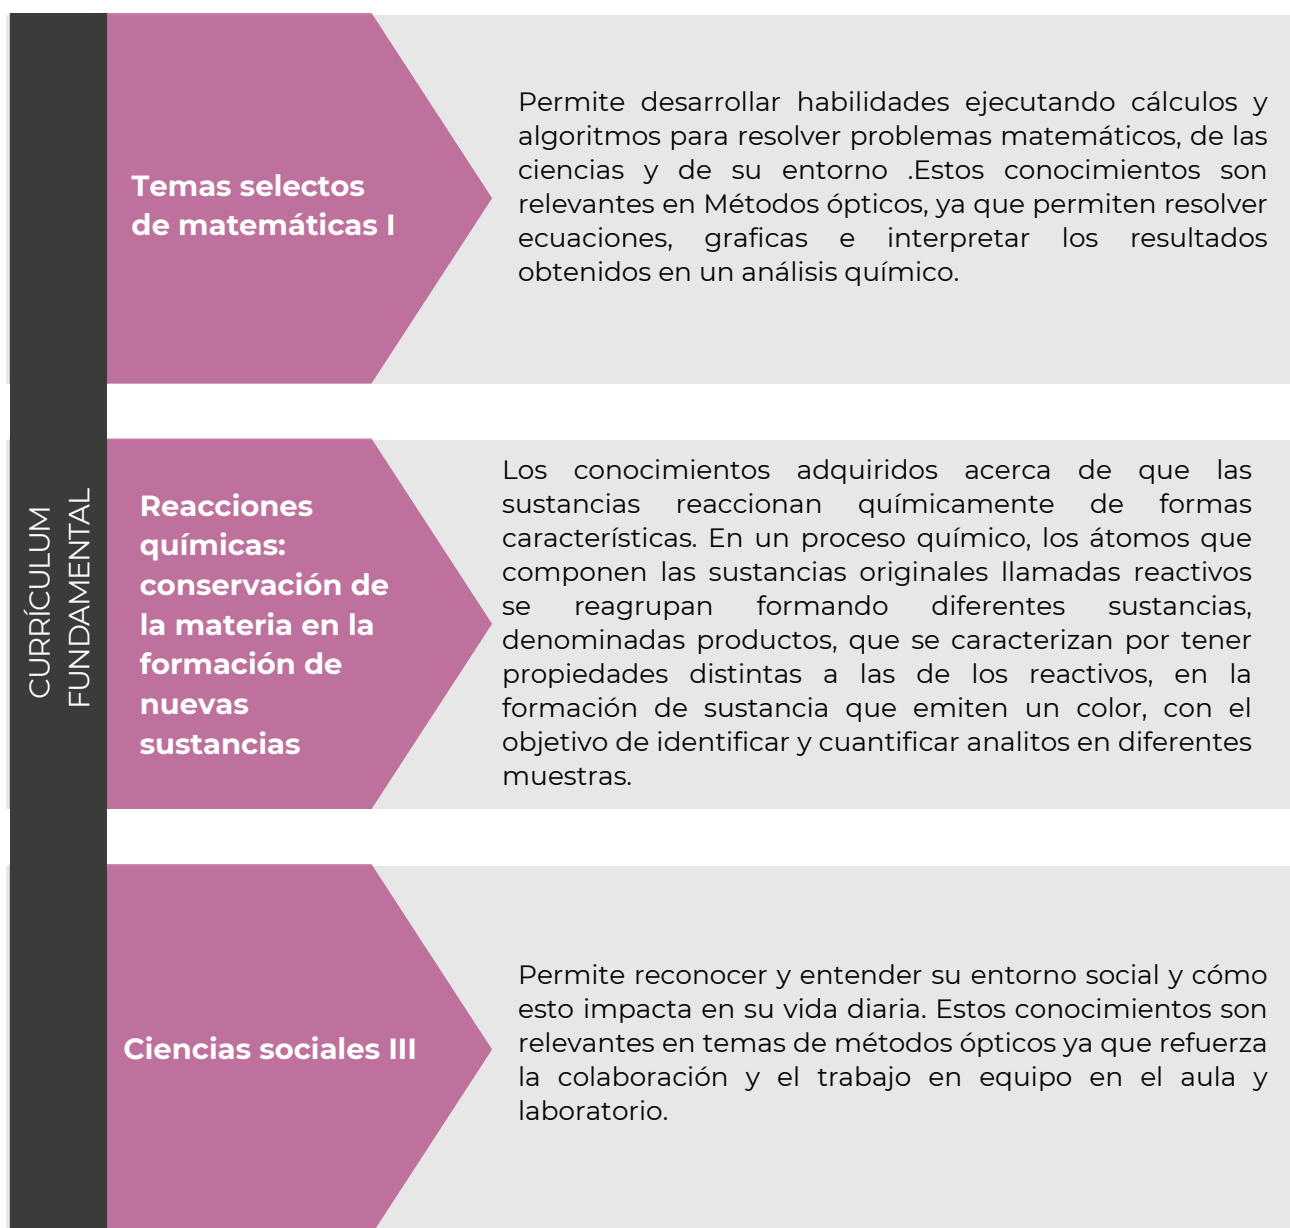 CURRÍCULUM
FUNDAMENTAL
Temas selectos
de matemáticas I
Permite desarrollar habilidades ejecutando cálculos y
algoritmos para resolver problemas matemáticos, de las
ciencias y de su entorno .Estos conocimientos son
relevantes en Métodos ópticos, ya que permiten resolver
ecuaciones, graficas e interpretar los resultados
obtenidos en un análisis químico.
Reacciones
químicas:
conservación de
la materia en la
formación de
nuevas
sustancias
Los conocimientos adquiridos acerca de que las
sustancias reaccionan químicamente de formas
características. En un proceso químico, los átomos que
componen las sustancias originales llamadas reactivos
se reagrupan formando diferentes sustancias,
denominadas productos, que se caracterizan por tener
propiedades distintas a las de los reactivos, en la
formación de sustancia que emiten un color, con el
objetivo de identificar y cuantificar analitos en diferentes
muestras.
Ciencias sociales III
Permite reconocer y entender su entorno social y cómo
esto impacta en su vida diaria. Estos conocimientos son
relevantes en temas de métodos ópticos ya que refuerza
la colaboración y el trabajo en equipo en el aula y
laboratorio.